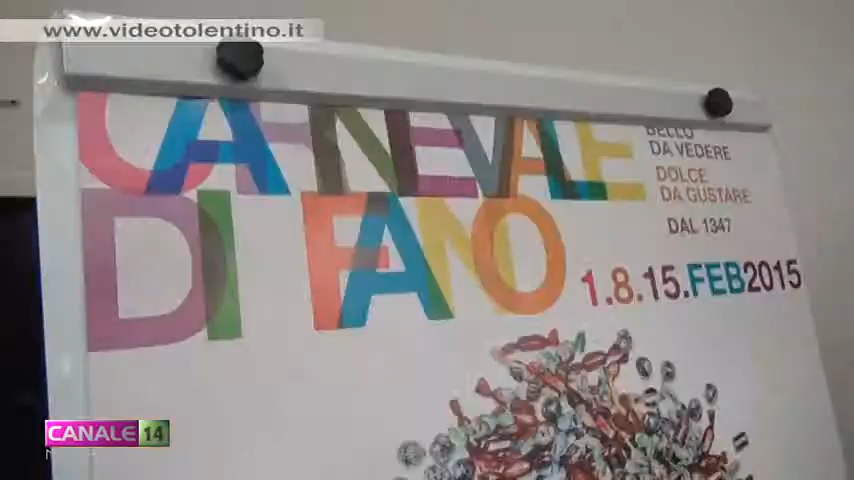 www.videotolentino.it
CARNEVALE
DI FANO
BELLO
DA VEDERE
DOLCE
DA GUSTARE
DAL 1347
1.8.15.FEB2015
CANALE 14